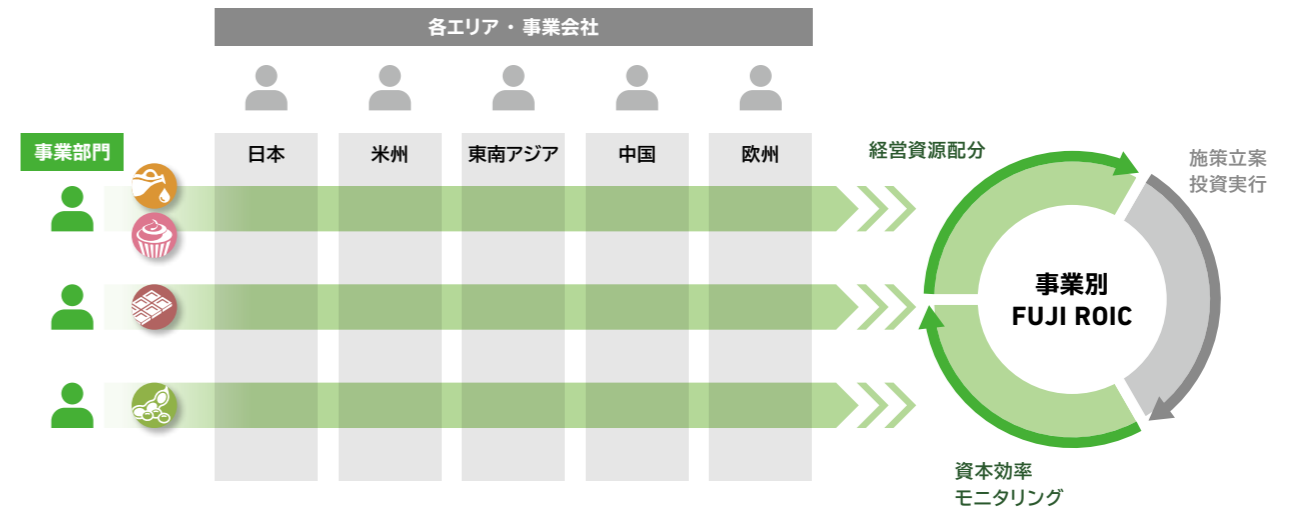 各エリア・事業会社
事業部門
日本
米州
東南アジア
中国
欧州
経営資源配分
施策立案
投資実行
事業別
FUJI ROIC
資本効率
モニタリング